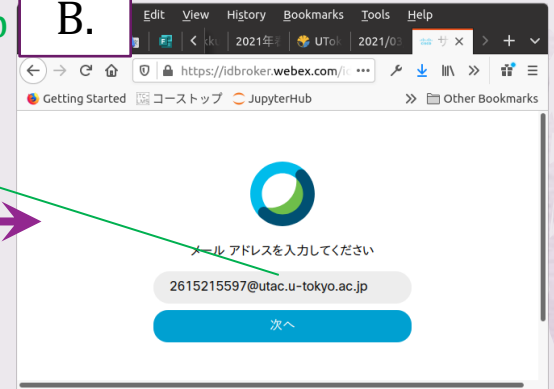 B.
Edit View History Bookmarks Tools Help
2021年 UTok 2021/03 サ
https://idbroker.webex.com/
Getting Started コーストップ JupyterHub Other Bookmarks
メール アドレスを入力してください
2615215597@utac.u-tokyo.ac.jp
次へ